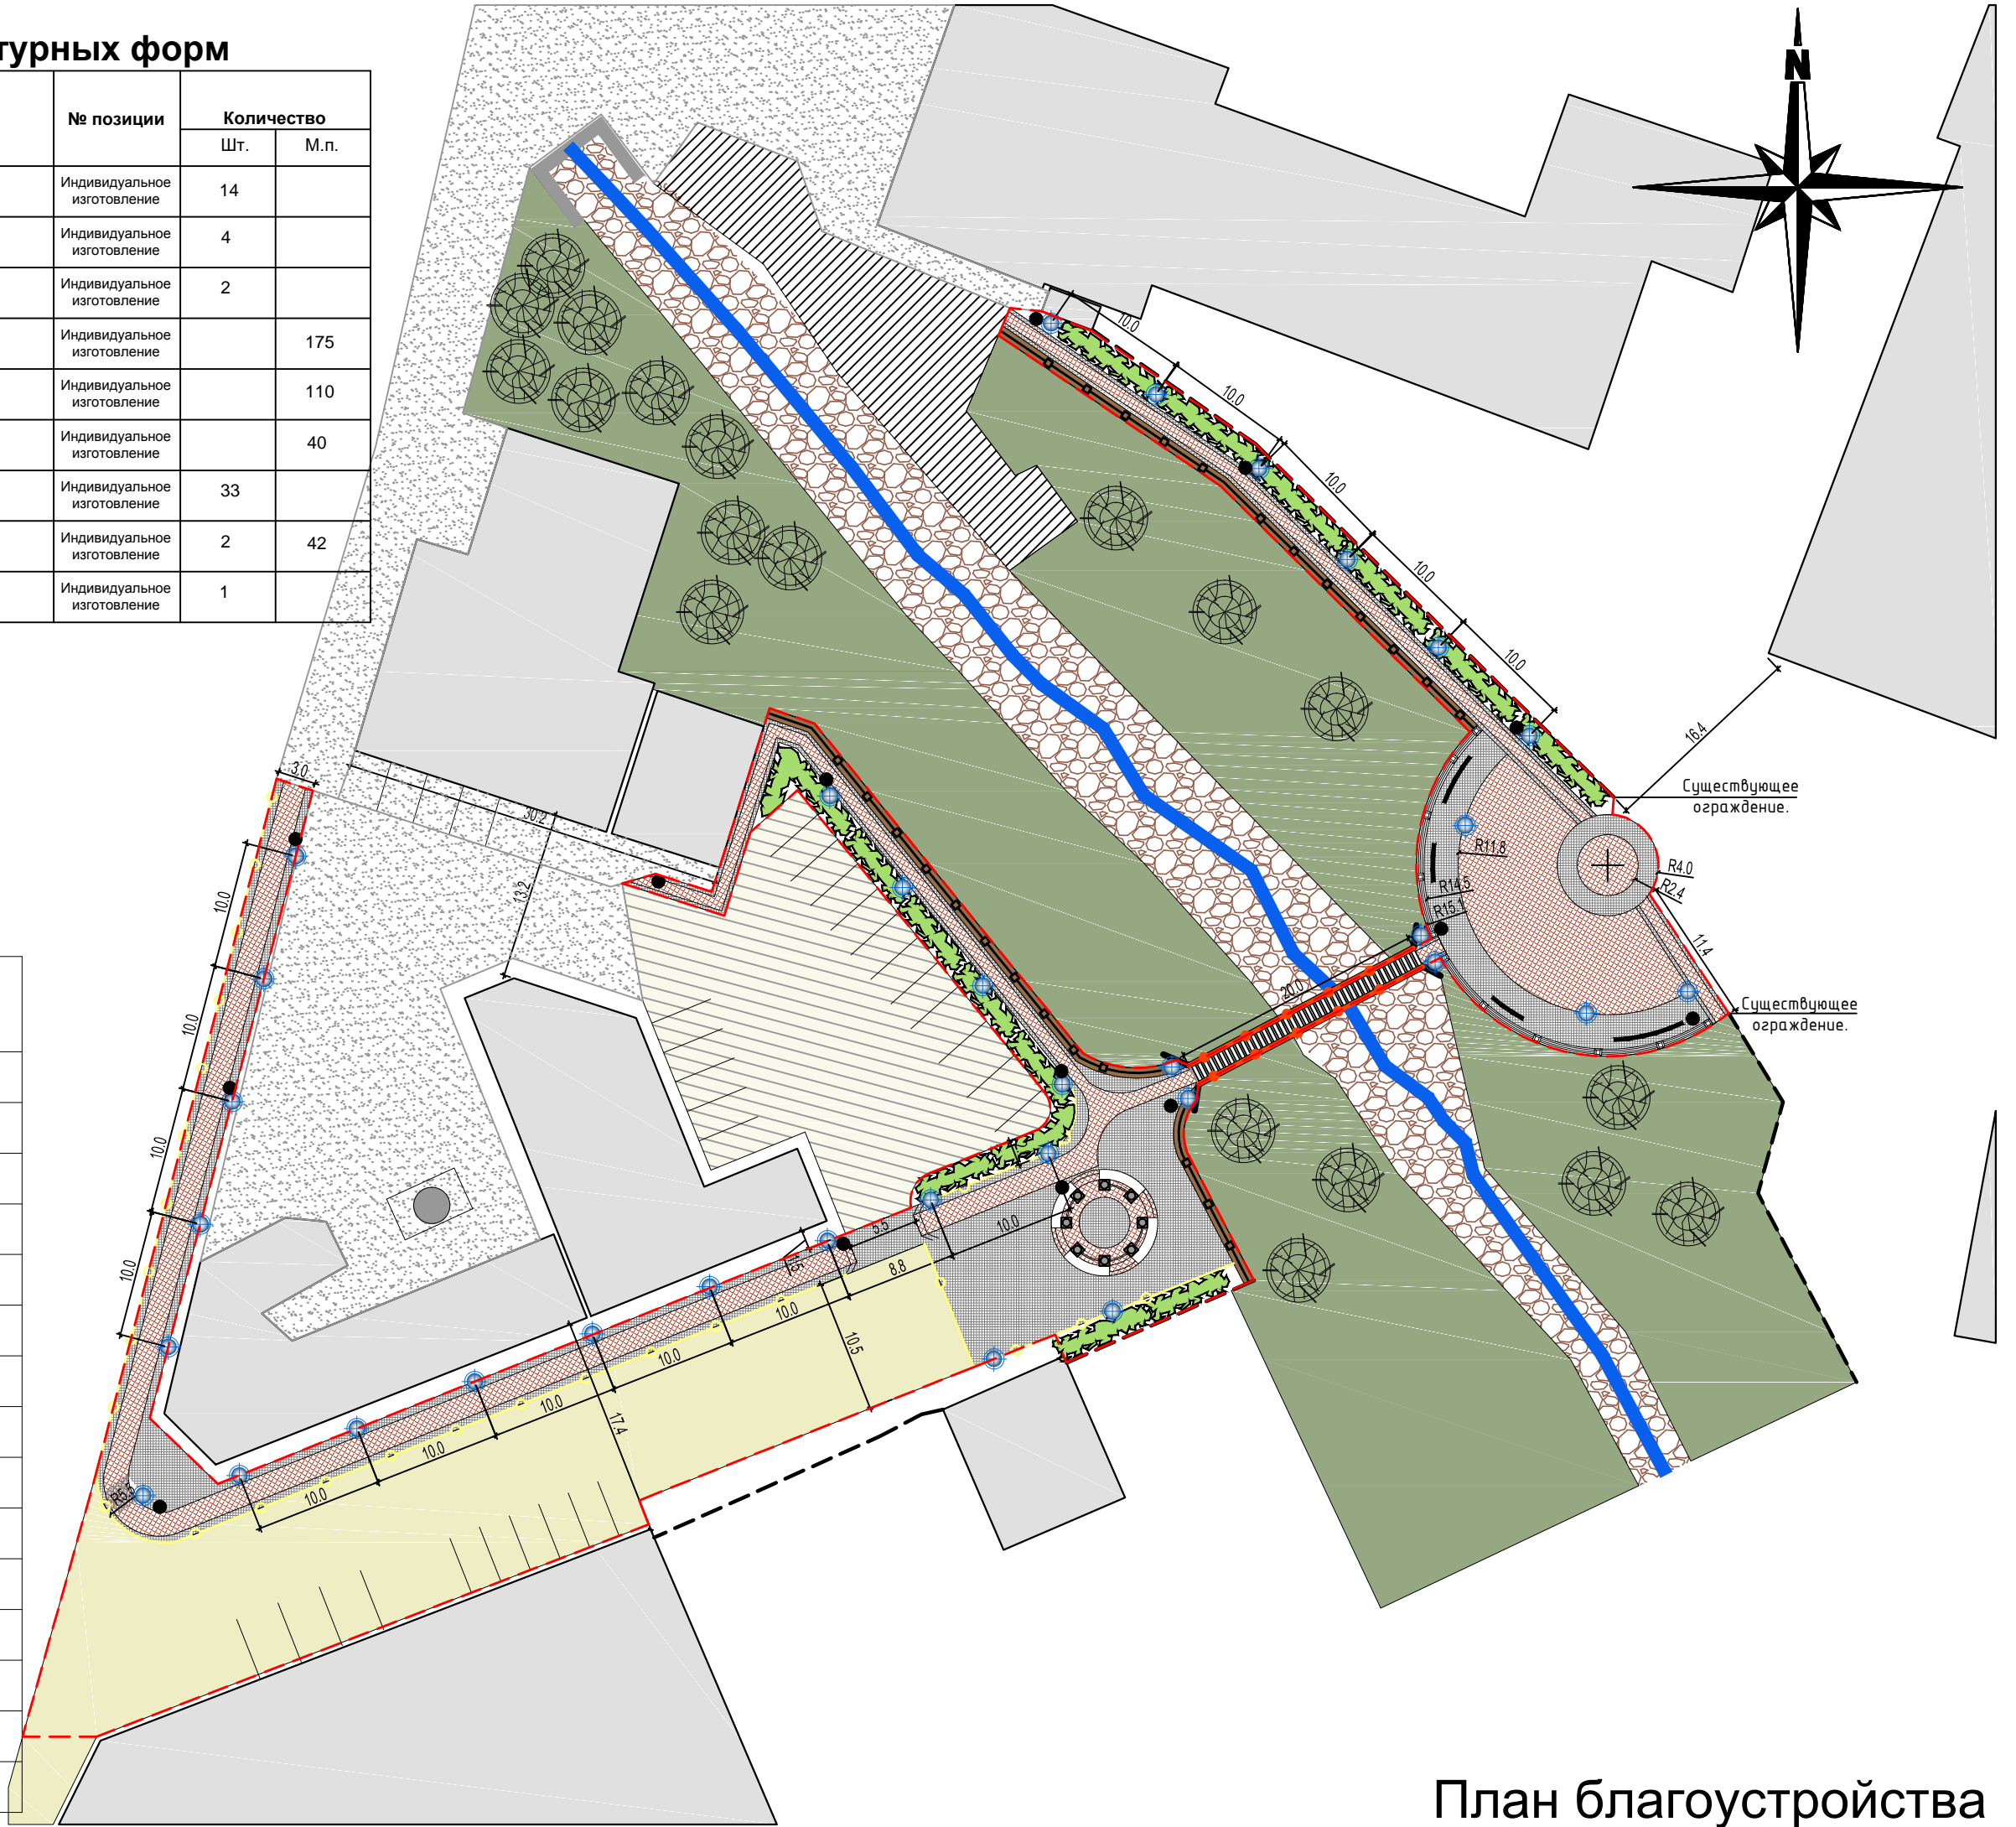 турных форм
№ позиции
Количество
Шт.
М.п.
Индивидуальное
изготовление
14
Индивидуальное
изготовление
4
Индивидуальное
изготовление
2
Индивидуальное
изготовление
175
Индивидуальное
изготовление
110
Индивидуальное
изготовление
40
Индивидуальное
изготовление
33
Индивидуальное
изготовление
2
42
Индивидуальное
изготовление
1
N
10.0
10.0
10.0
10.0
10.0
16.4
Существующее
ограждение.
3.0
30.2
13.2
R11.8
R4.0
R2.4
R14.5
R15.1
11.4
20.0
Существующее
ограждение.
10.0
10.0
10.0
10.0
3.5
10.0
1.5
8.8
10.0
10.5
10.0
10.0
17.4
10.0
10.0
R5.5
План благоустройства